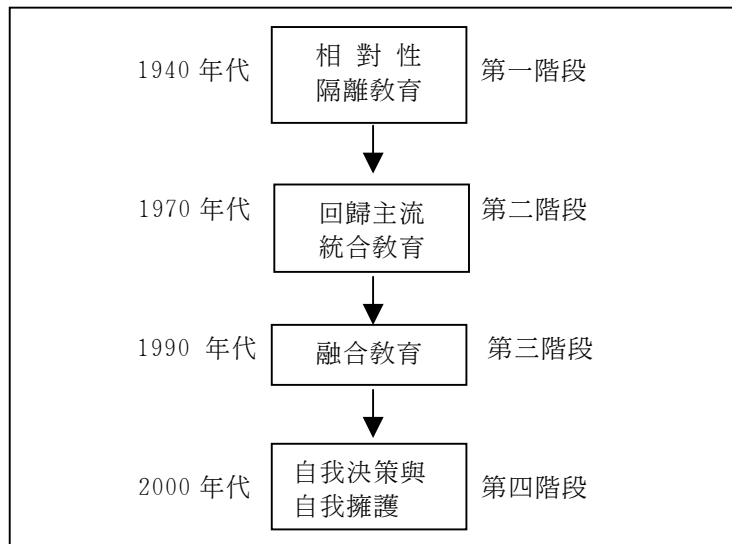 1940 年代
相 對 性
隔離教育
第一階段
1970 年代
回歸主流
統合教育
第二階段
1990 年代
融合教育
第三階段
2000 年代
自我決策與
自我擁護
第四階段